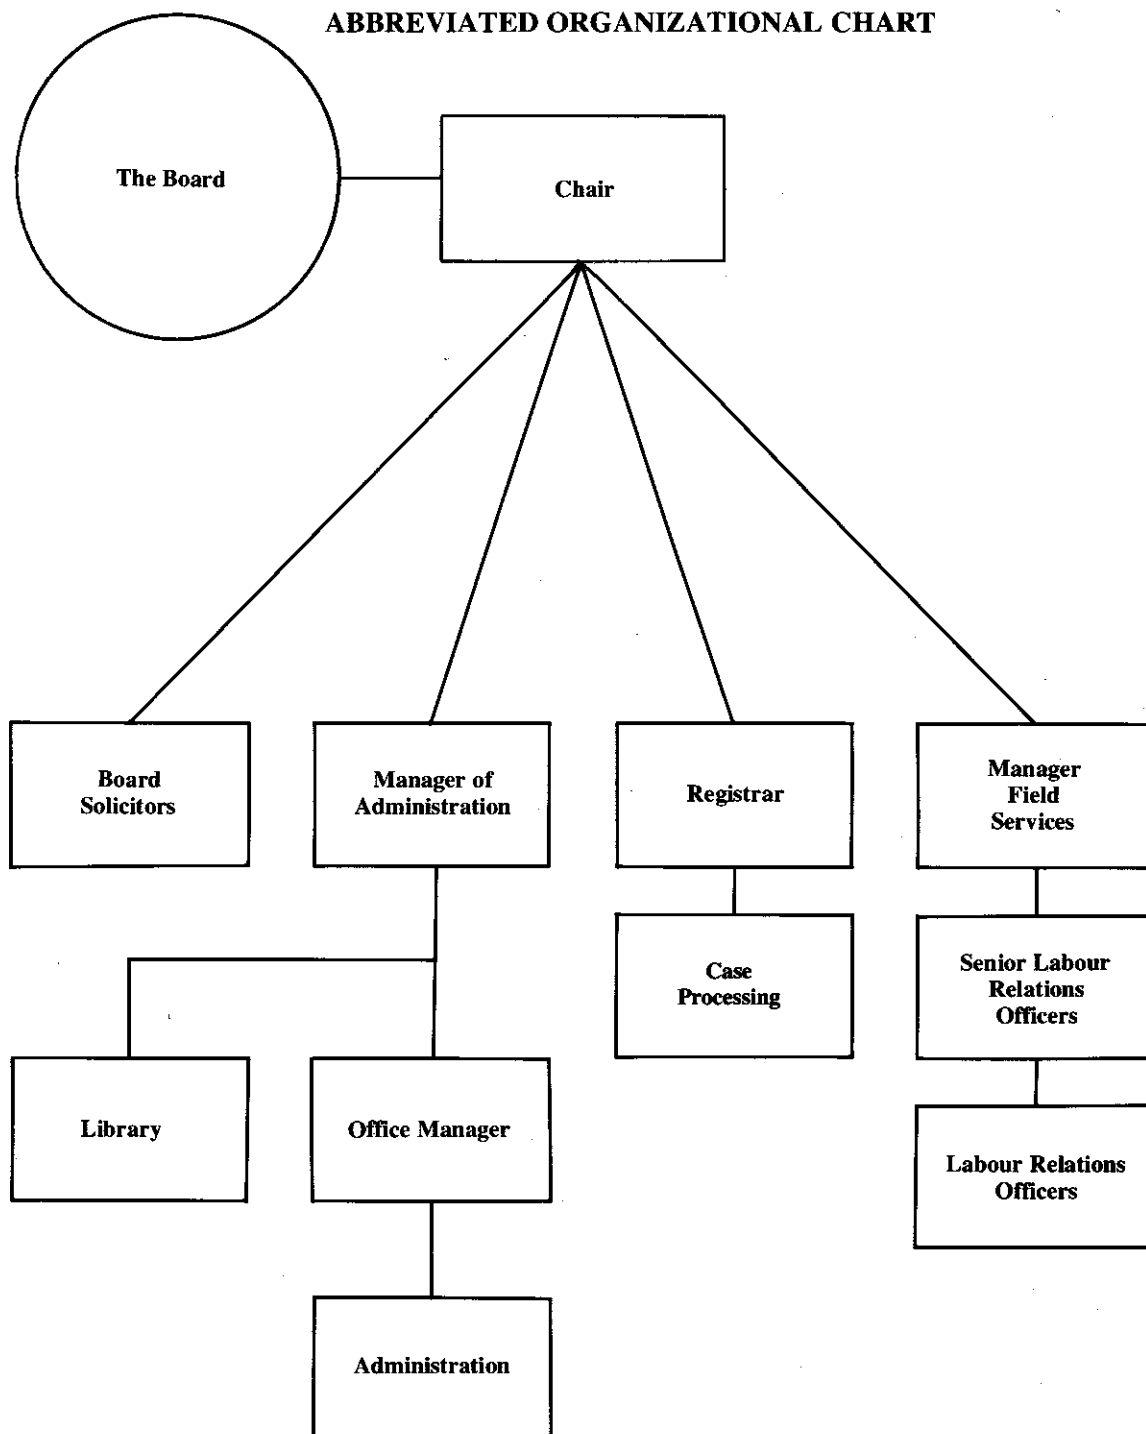 ABBREVIATED ORGANIZATIONAL CHART
The Board
Chair
Board
Solicitors
Manager of
Administration
Registrar
Manager
Field
Services
Case
Processing
Senior Labour
Relations
Officers
Library
Office Manager
Labour Relations
Officers
Administration